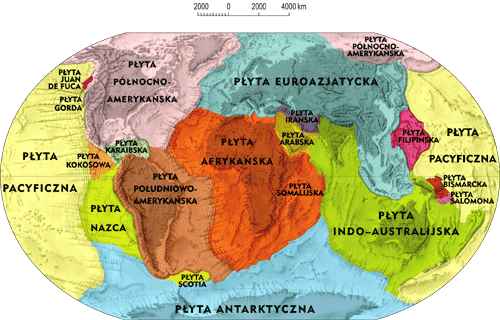 2000 0 2000 4000 km
PŁYTA
PÓŁNOCNO-
AMERYKAŃSKA
PŁYTA
PÓŁNOCNO-
AMERYKAŃSKA
PŁYTA
JUAN
DE FUCA
PŁYTA
GORDA
PŁYTA EUROAZJATYCKA
PŁYTA
IRAŃSKA
PŁYTA
ARABSKA
PŁYTA
FILIPIŃSKA
PŁYTA
KARAIBSKA
PŁYTA
KOKOSOWA
PŁYTA
AFRYKAŃSKA
PŁYTA
PACYFICZNA
PŁYTA
PACYFICZNA
PŁYTA
POŁUDNIOWO-
AMERYKAŃSKA
PŁYTA
SOMALIJSKA
PŁYTA
BISMARCKA
PŁYTA
SALOMONA
PŁYTA
NAZCA
PŁYTA
INDO–AUSTRALIJSKA
PŁYTA
SCOTIA
PŁYTA ANTARKTYCZNA